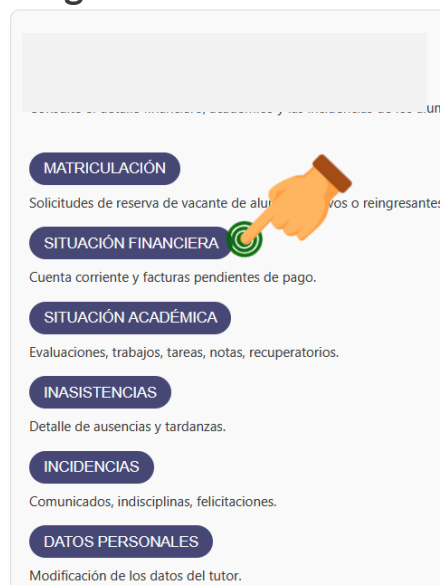 MATRICULACIÓN
Solicitudes de reserva de vacante de o reingresantes
SITUACIÓN FINANCIERA
Cuenta corriente y facturas pendientes de pago.
SITUACIÓN ACADÉMICA
Evaluaciones, trabajos, tareas, notas, recuperatorios.
INASISTENCIAS
Detalle de ausencias y tardanzas.
INCIDENCIAS
Comunicados, indisciplinas, felicitaciones.
DATOS PERSONALES
Modificación de los datos del tutor.